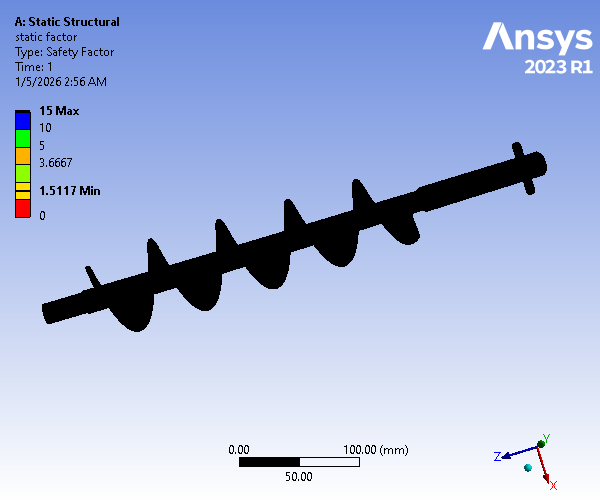 A: Static Structural
static factor
Type: Safety Factor
Time: 1
1/5/2026 2:56 AM
Ansys
2023 R1
15 Max
10
5
3.6667
1.5117 Min
0
0.00
100.00 (mm)
50.00
Y
Z
X